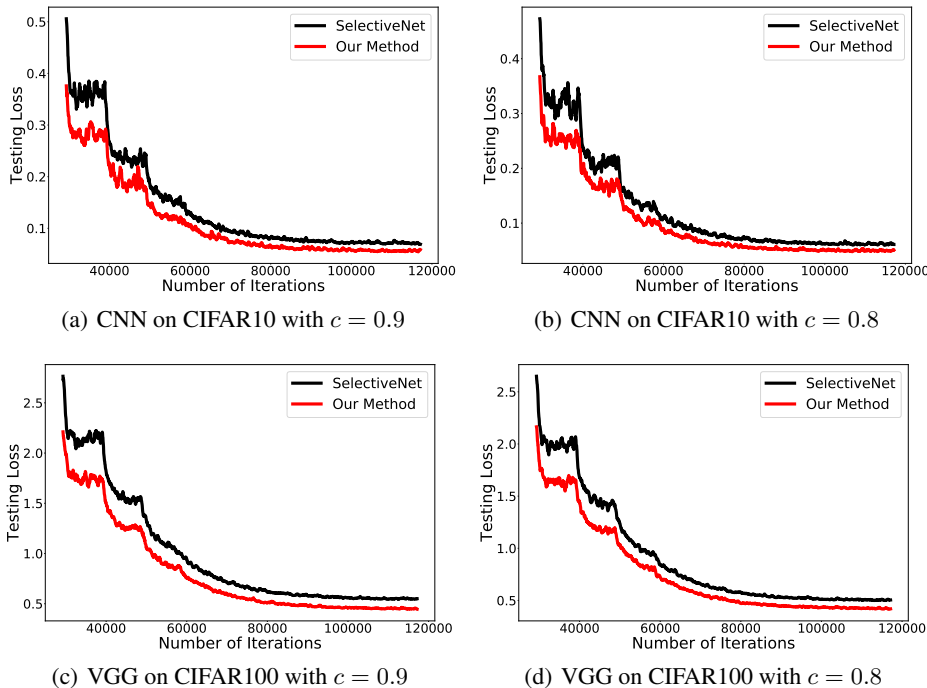 SelectiveNet
Our Method
0.5
0.4
0.3
0.2
0.1
Testing Loss
40000 60000 80000 100000 120000
Number of Iterations
(a) CNN on CIFAR10 with c = 0.9
SelectiveNet
Our Method
0.4
0.3
0.2
0.1
Testing Loss
40000 60000 80000 100000 120000
Number of Iterations
(b) CNN on CIFAR10 with c = 0.8
SelectiveNet
Our Method
2.5
2.0
1.5
1.0
0.5
Testing Loss
40000 60000 80000 100000 120000
Number of Iterations
(c) VGG on CIFAR100 with c = 0.9
SelectiveNet
Our Method
2.5
2.0
1.5
1.0
0.5
Testing Loss
40000 60000 80000 100000 120000
Number of Iterations
(d) VGG on CIFAR100 with c = 0.8